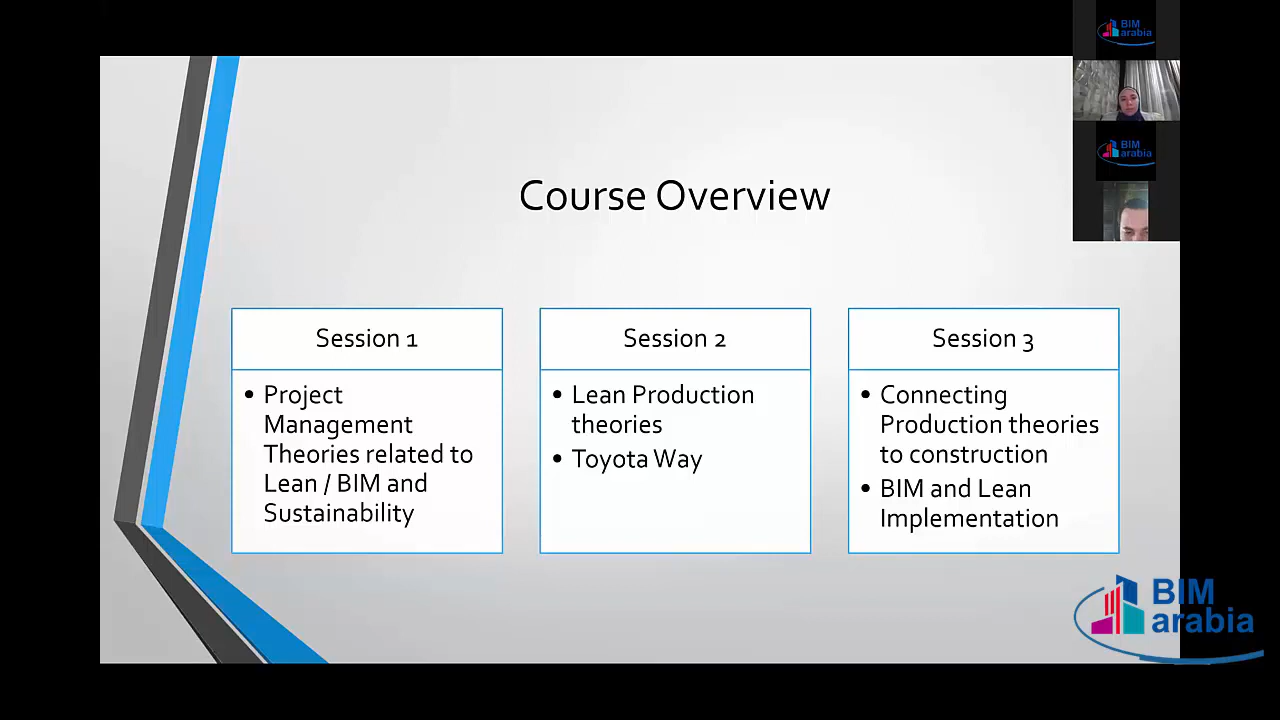 BIM
arabia
BIM
arabia
Course Overview
Session 1
• Project
Management
Theories related to
Lean / BIM and
Sustainability
Session 2
• Lean Production
theories
• Toyota Way
Session 3
• Connecting
Production theories
to construction
• BIM and Lean
Implementation
BIM
arabia